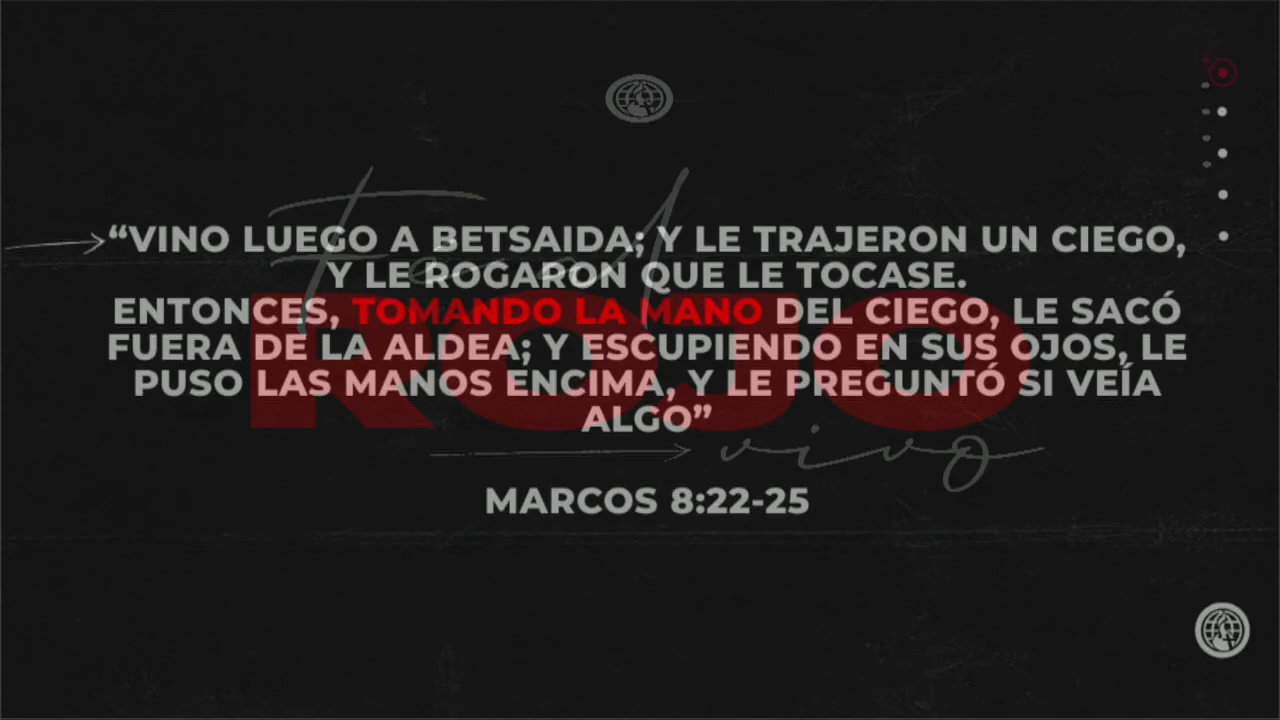 “VINO LUEGO A BETSAIDA; Y LE TRAJERON UN CIEGO,
Y LE ROGARON QUE LE TOCASE.
ENTONCES, TOMANDO LA MANO DEL CIEGO, LE SACÓ
FUERA DE LA ALDEA; Y ESCUPIENDO EN SUS OJOS, LE
PUSO LAS MANOS ENCIMA, Y LE PREGUNTÓ SI VEÍA
ALGO”
MARCOS 8:22-25
ROJO
vivo